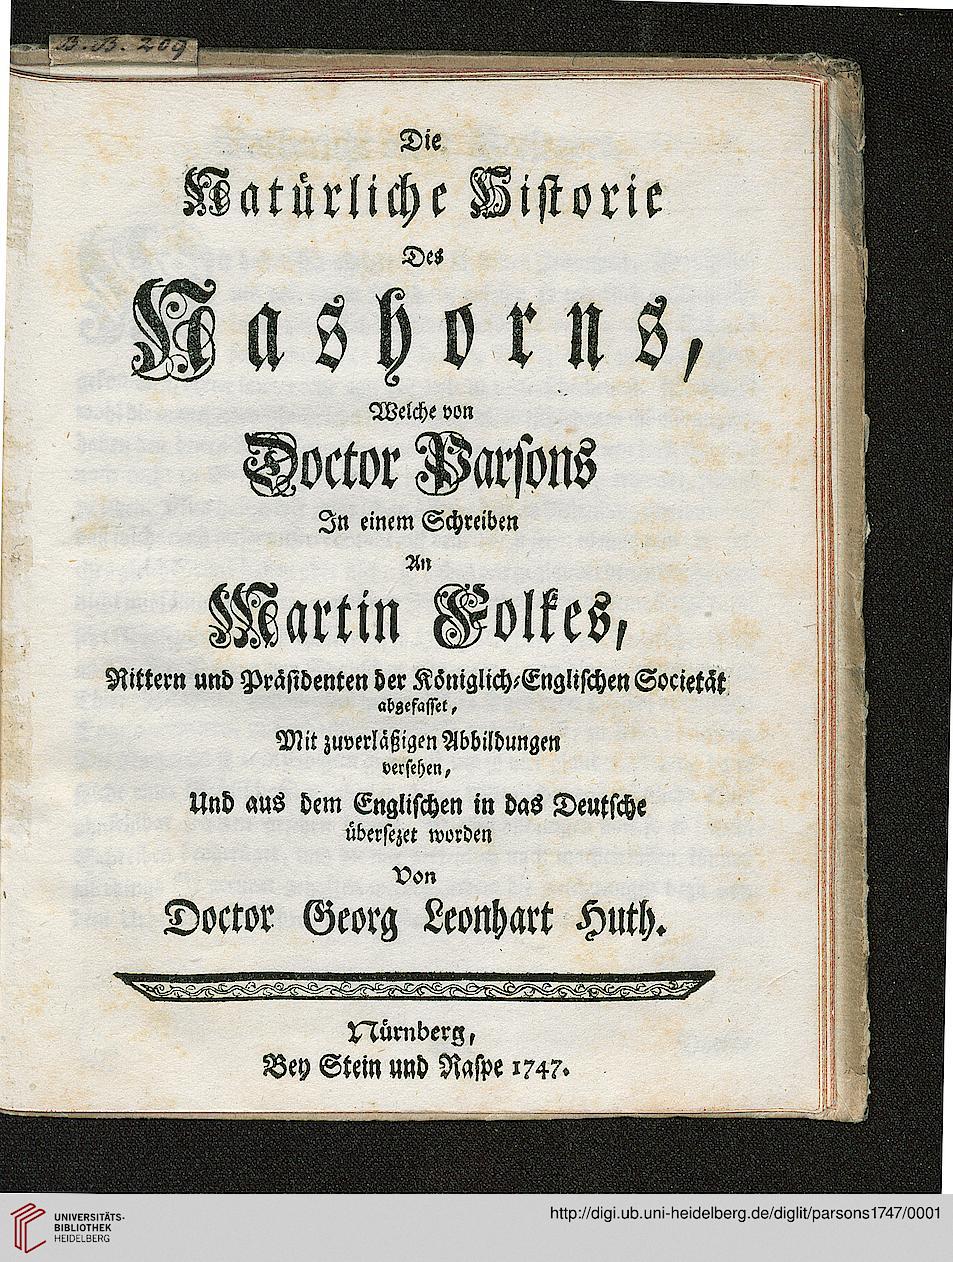 B. B. 209
Die
Natürliche Historie
Des
Nashorns,
Welche von
Doctor Parsons
In einem Schreiben
An
Martin Folkes,
Rittern und Präsidenten der Königlich-Englischen Societät
abgefasset,
Mit zuverläßigen Abbildungen
versehen,
Und aus dem Englischen in das Deutsche
übersezet worden
Von
Doctor Georg Leonhart Huth.
Nürnberg,
Bey Stein und Raspe 1747.
UNIVERSITÄTS-
BIBLIOTHEK
HEIDELBERG
http://digi.ub.uni-heidelberg.de/diglit/parsons1747/0001